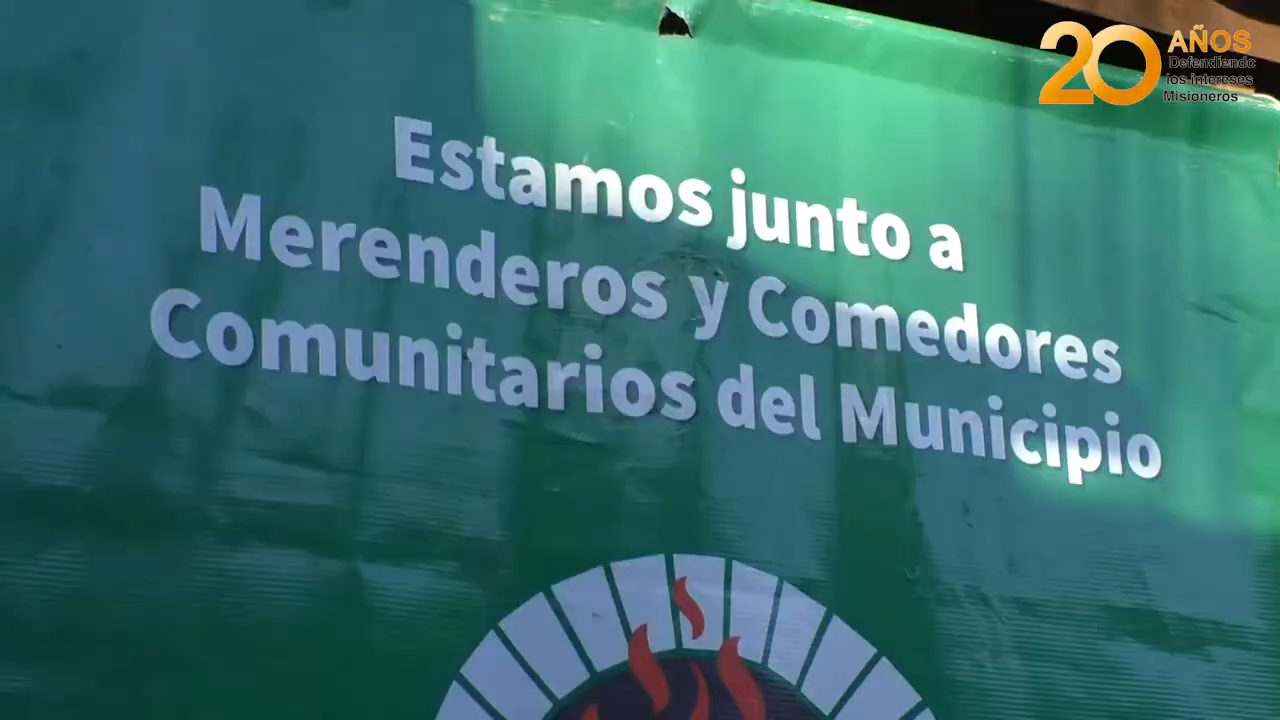 Estamos junto a
Merenderos y Comedores
Comunitarios del Municipio
20 AÑOS
Defendiendo
los intereses
Misioneros